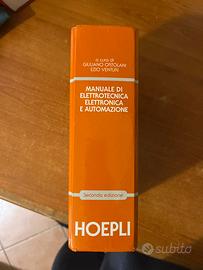 a cura di
GIULIANO ORTOLANI
EZIO VENTURI
MANUALE DI
ELETTROTECNICA
ELETTRONICA
E AUTOMAZIONE
Seconda edizione
HOEPLI
subito